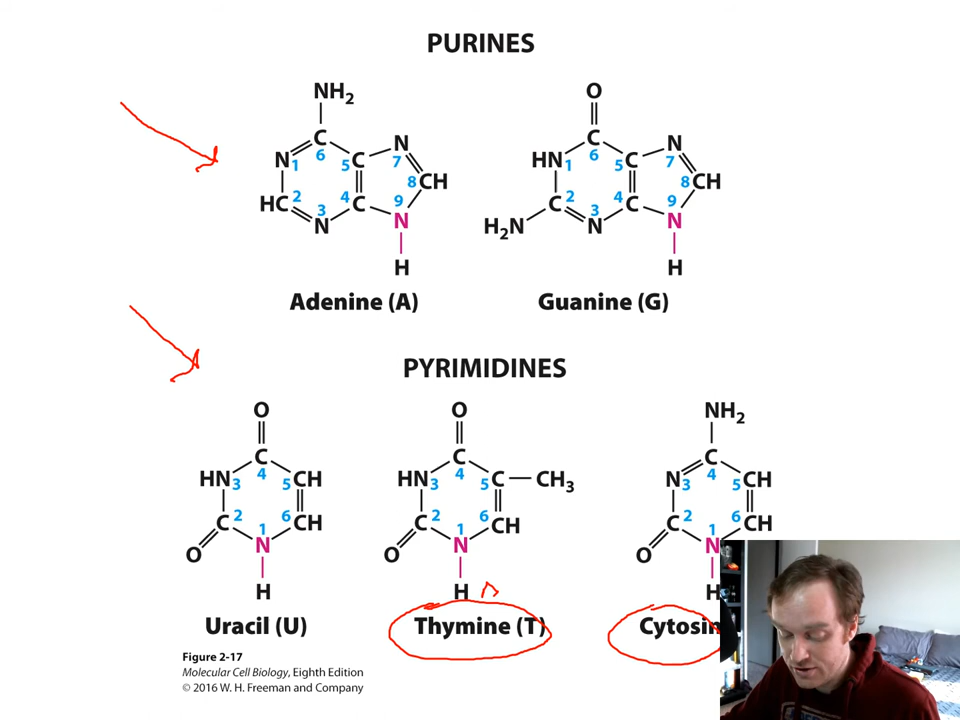 PURINES
NH2
N 1 C 6 5 C N 7 8 CH
HC 2 N 3 4 C 9 N
H
Adenine (A)
O
HN 1 C 6 5 C N 7 8 CH
H2N C 2 N 3 4 C 9 N
H
Guanine (G)
PYRIMIDINES
O
C 4
HN 3 5 CH
C 2 6 CH
O 1 N
H
Uracil (U)
O
C 4
HN 3 5 C CH3
C 2 6 CH
O 1 N
H
Thymine (T)
NH2
C 4
N 3 5 CH
C 2 6 CH
O 1 N
H
Cytosin
Figure 2-17
Molecular Cell Biology, Eighth Edition
© 2016 W. H. Freeman and Company